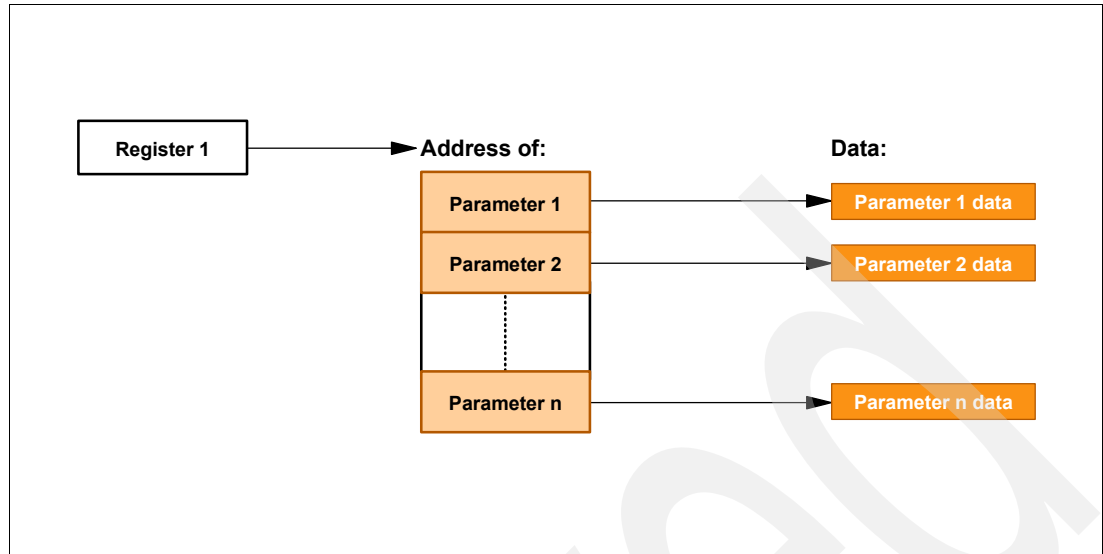 Register 1
Address of:
Data:
Parameter 1
Parameter 1 data
Parameter 2
Parameter 2 data
Parameter n
Parameter n data